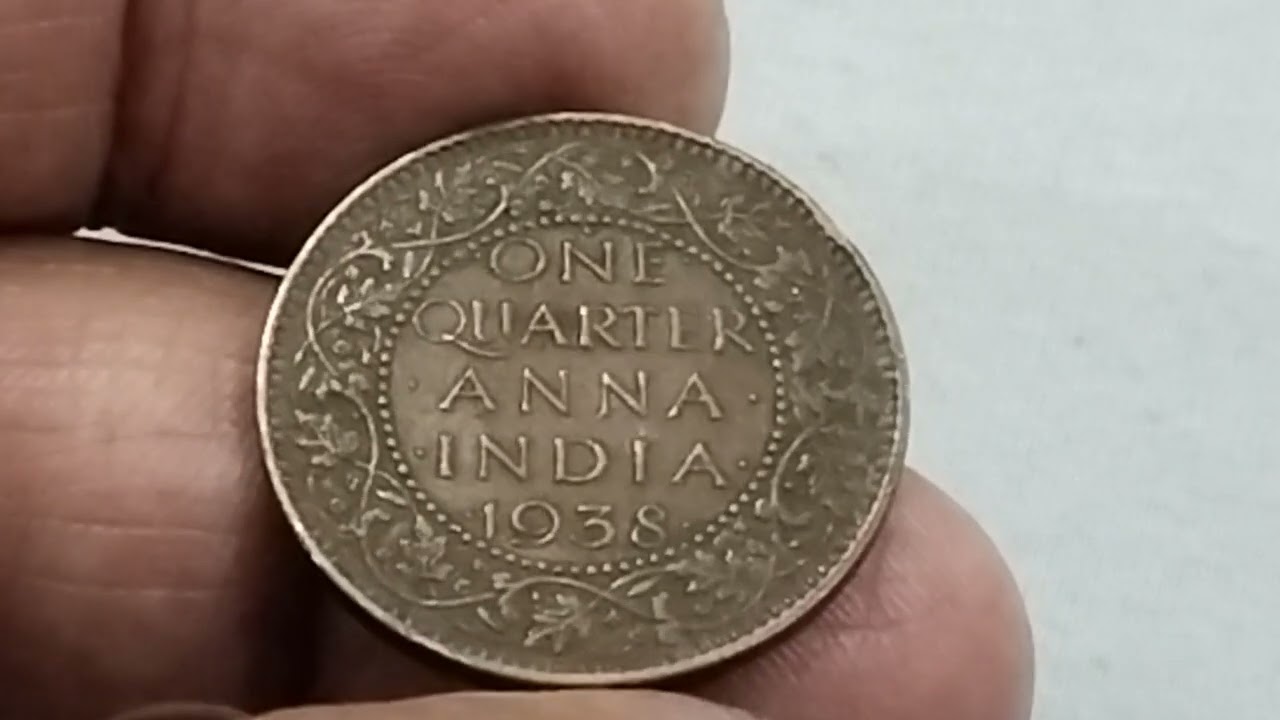 ONE
QUARTER
· ANNA ·
· INDIA ·
1938